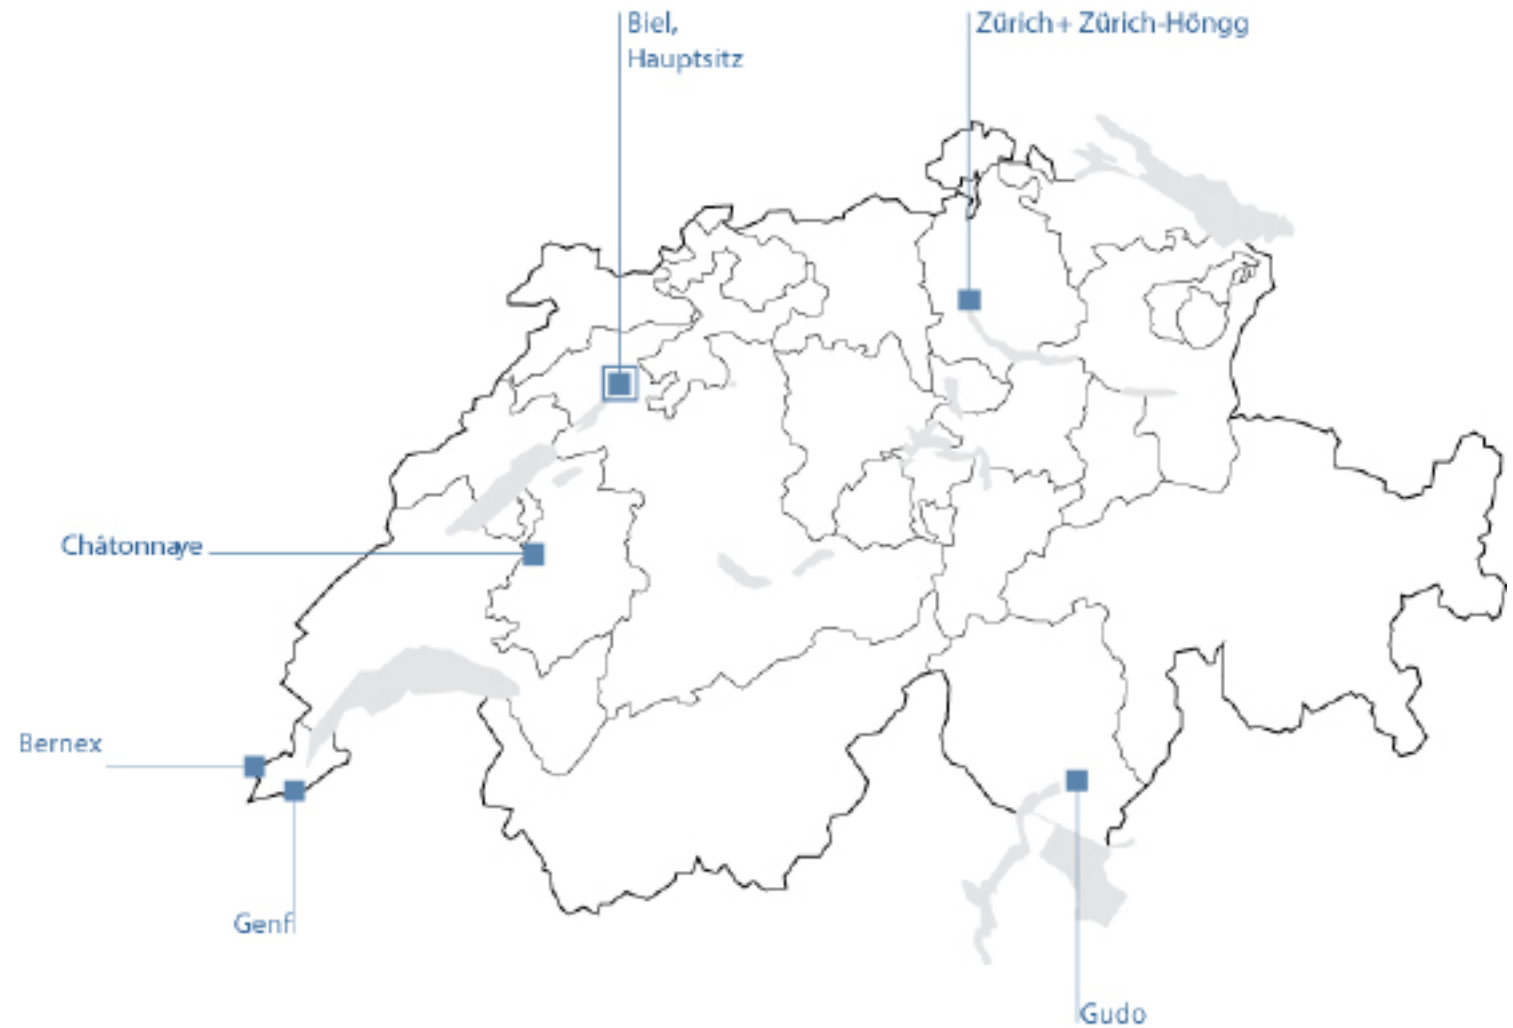 Biel,
Hauptsitz
Zürich+ Zürich-Höngg
Châtonnaye
Bernex
Genf
Gudo